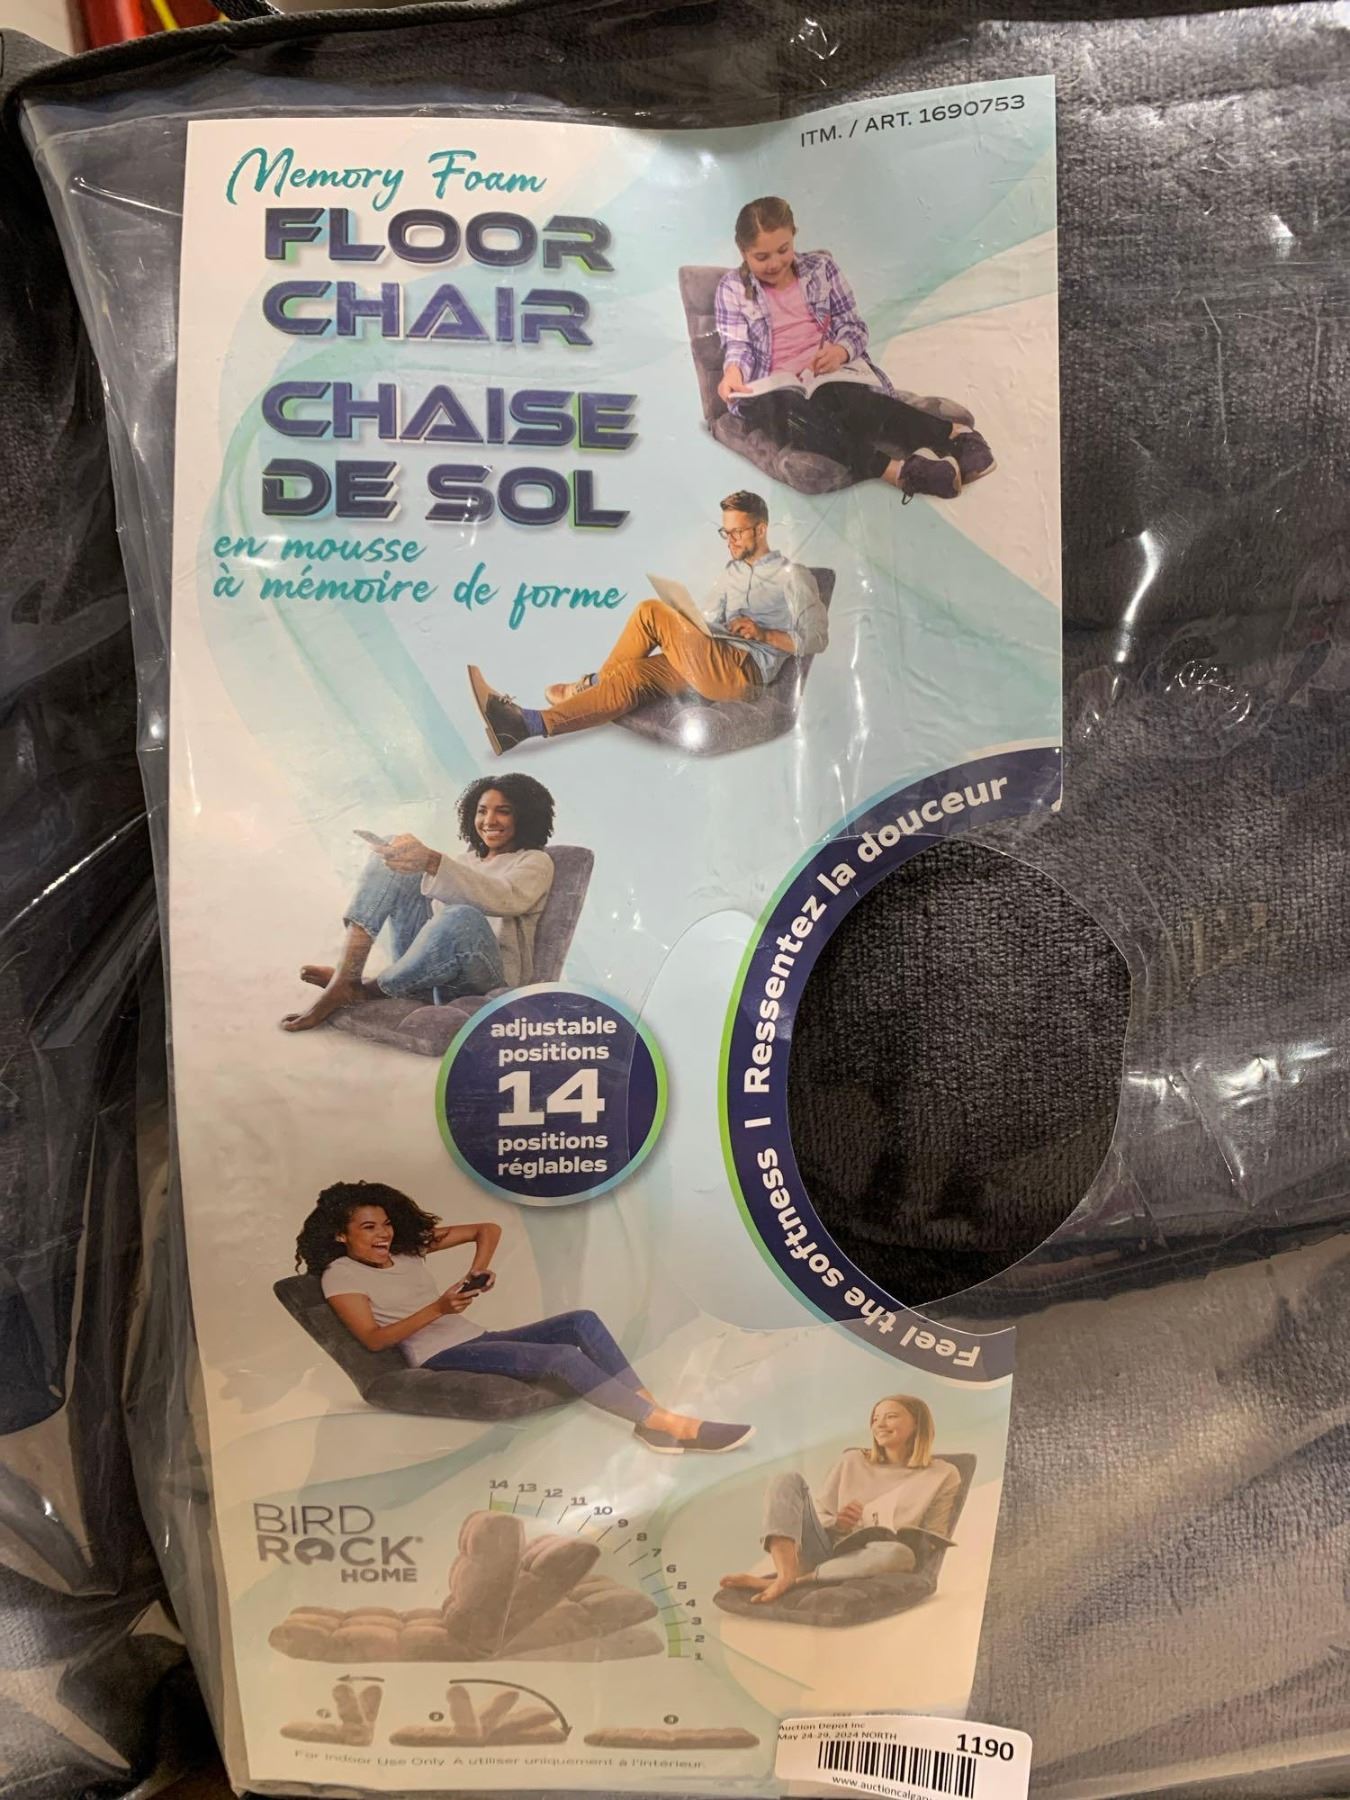 ITM. / ART. 1690753
Memory Foam
FLOOR
CHAIR
CHAISE
DE SOL
en mousse
à mémoire de forme
Feel the softness | Ressentez la douceur
adjustable
positions
14
positions
réglables
BIRD
ROCK®
HOME
14 13 12 11 10 9 8 7 6 5 4 3 2 1
1 2 3
For Indoor Use Only. À utiliser uniquement à l'intérieur.
Auction Depot Inc
May 24-29, 2024 NORTH
1190